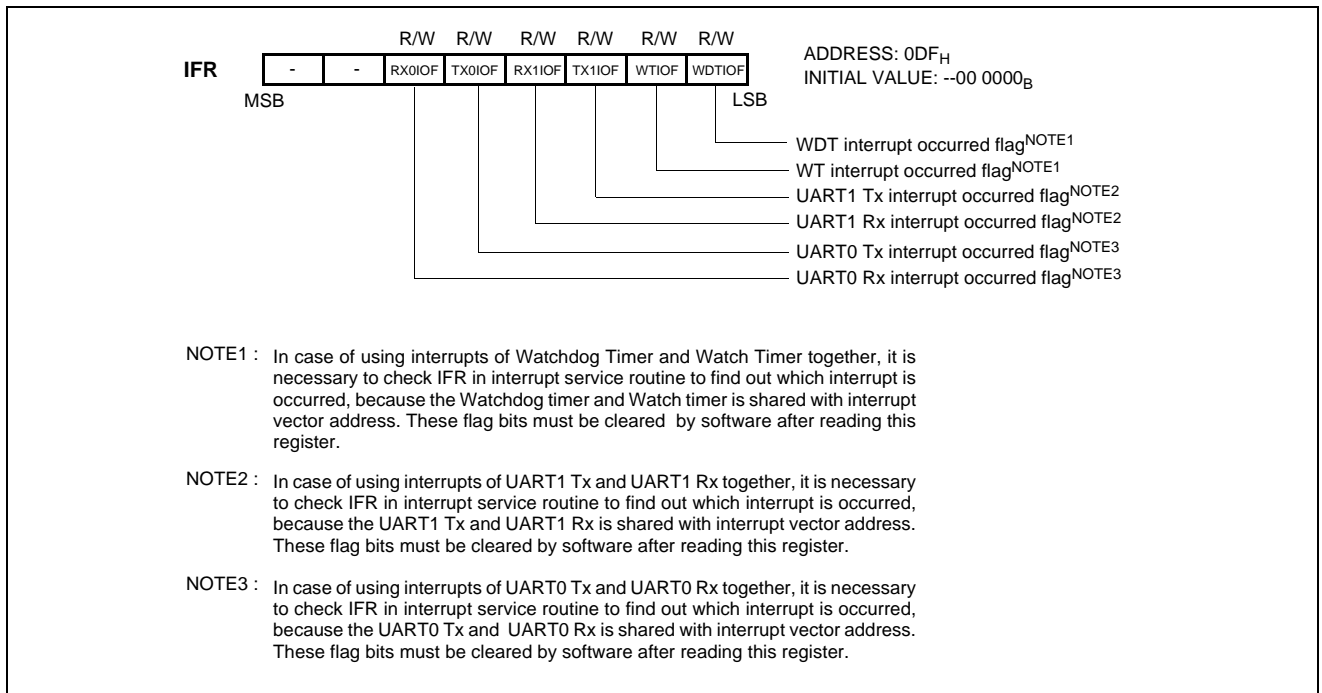 R/W R/W R/W R/W R/W R/W
ADDRESS: 0DFH
IFR - - RX0IOF TX0IOF RX1IOF TX1IOF WTIOF WDTIOF
INITIAL VALUE: --00 0000B
MSB LSB
WDT interrupt occurred flagNOTE1
WT interrupt occurred flagNOTE1
UART1 Tx interrupt occurred flagNOTE2
UART1 Rx interrupt occurred flagNOTE2
UART0 Tx interrupt occurred flagNOTE3
UART0 Rx interrupt occurred flagNOTE3
NOTE1 : In case of using interrupts of Watchdog Timer and Watch Timer together, it is
necessary to check IFR in interrupt service routine to find out which interrupt is
occurred, because the Watchdog timer and Watch timer is shared with interrupt
vector address. These flag bits must be cleared by software after reading this
register.
NOTE2 : In case of using interrupts of UART1 Tx and UART1 Rx together, it is necessary
to check IFR in interrupt service routine to find out which interrupt is occurred,
because the UART1 Tx and UART1 Rx is shared with interrupt vector address.
These flag bits must be cleared by software after reading this register.
NOTE3 : In case of using interrupts of UART0 Tx and UART0 Rx together, it is necessary
to check IFR in interrupt service routine to find out which interrupt is occurred,
because the UART0 Tx and UART0 Rx is shared with interrupt vector address.
These flag bits must be cleared by software after reading this register.